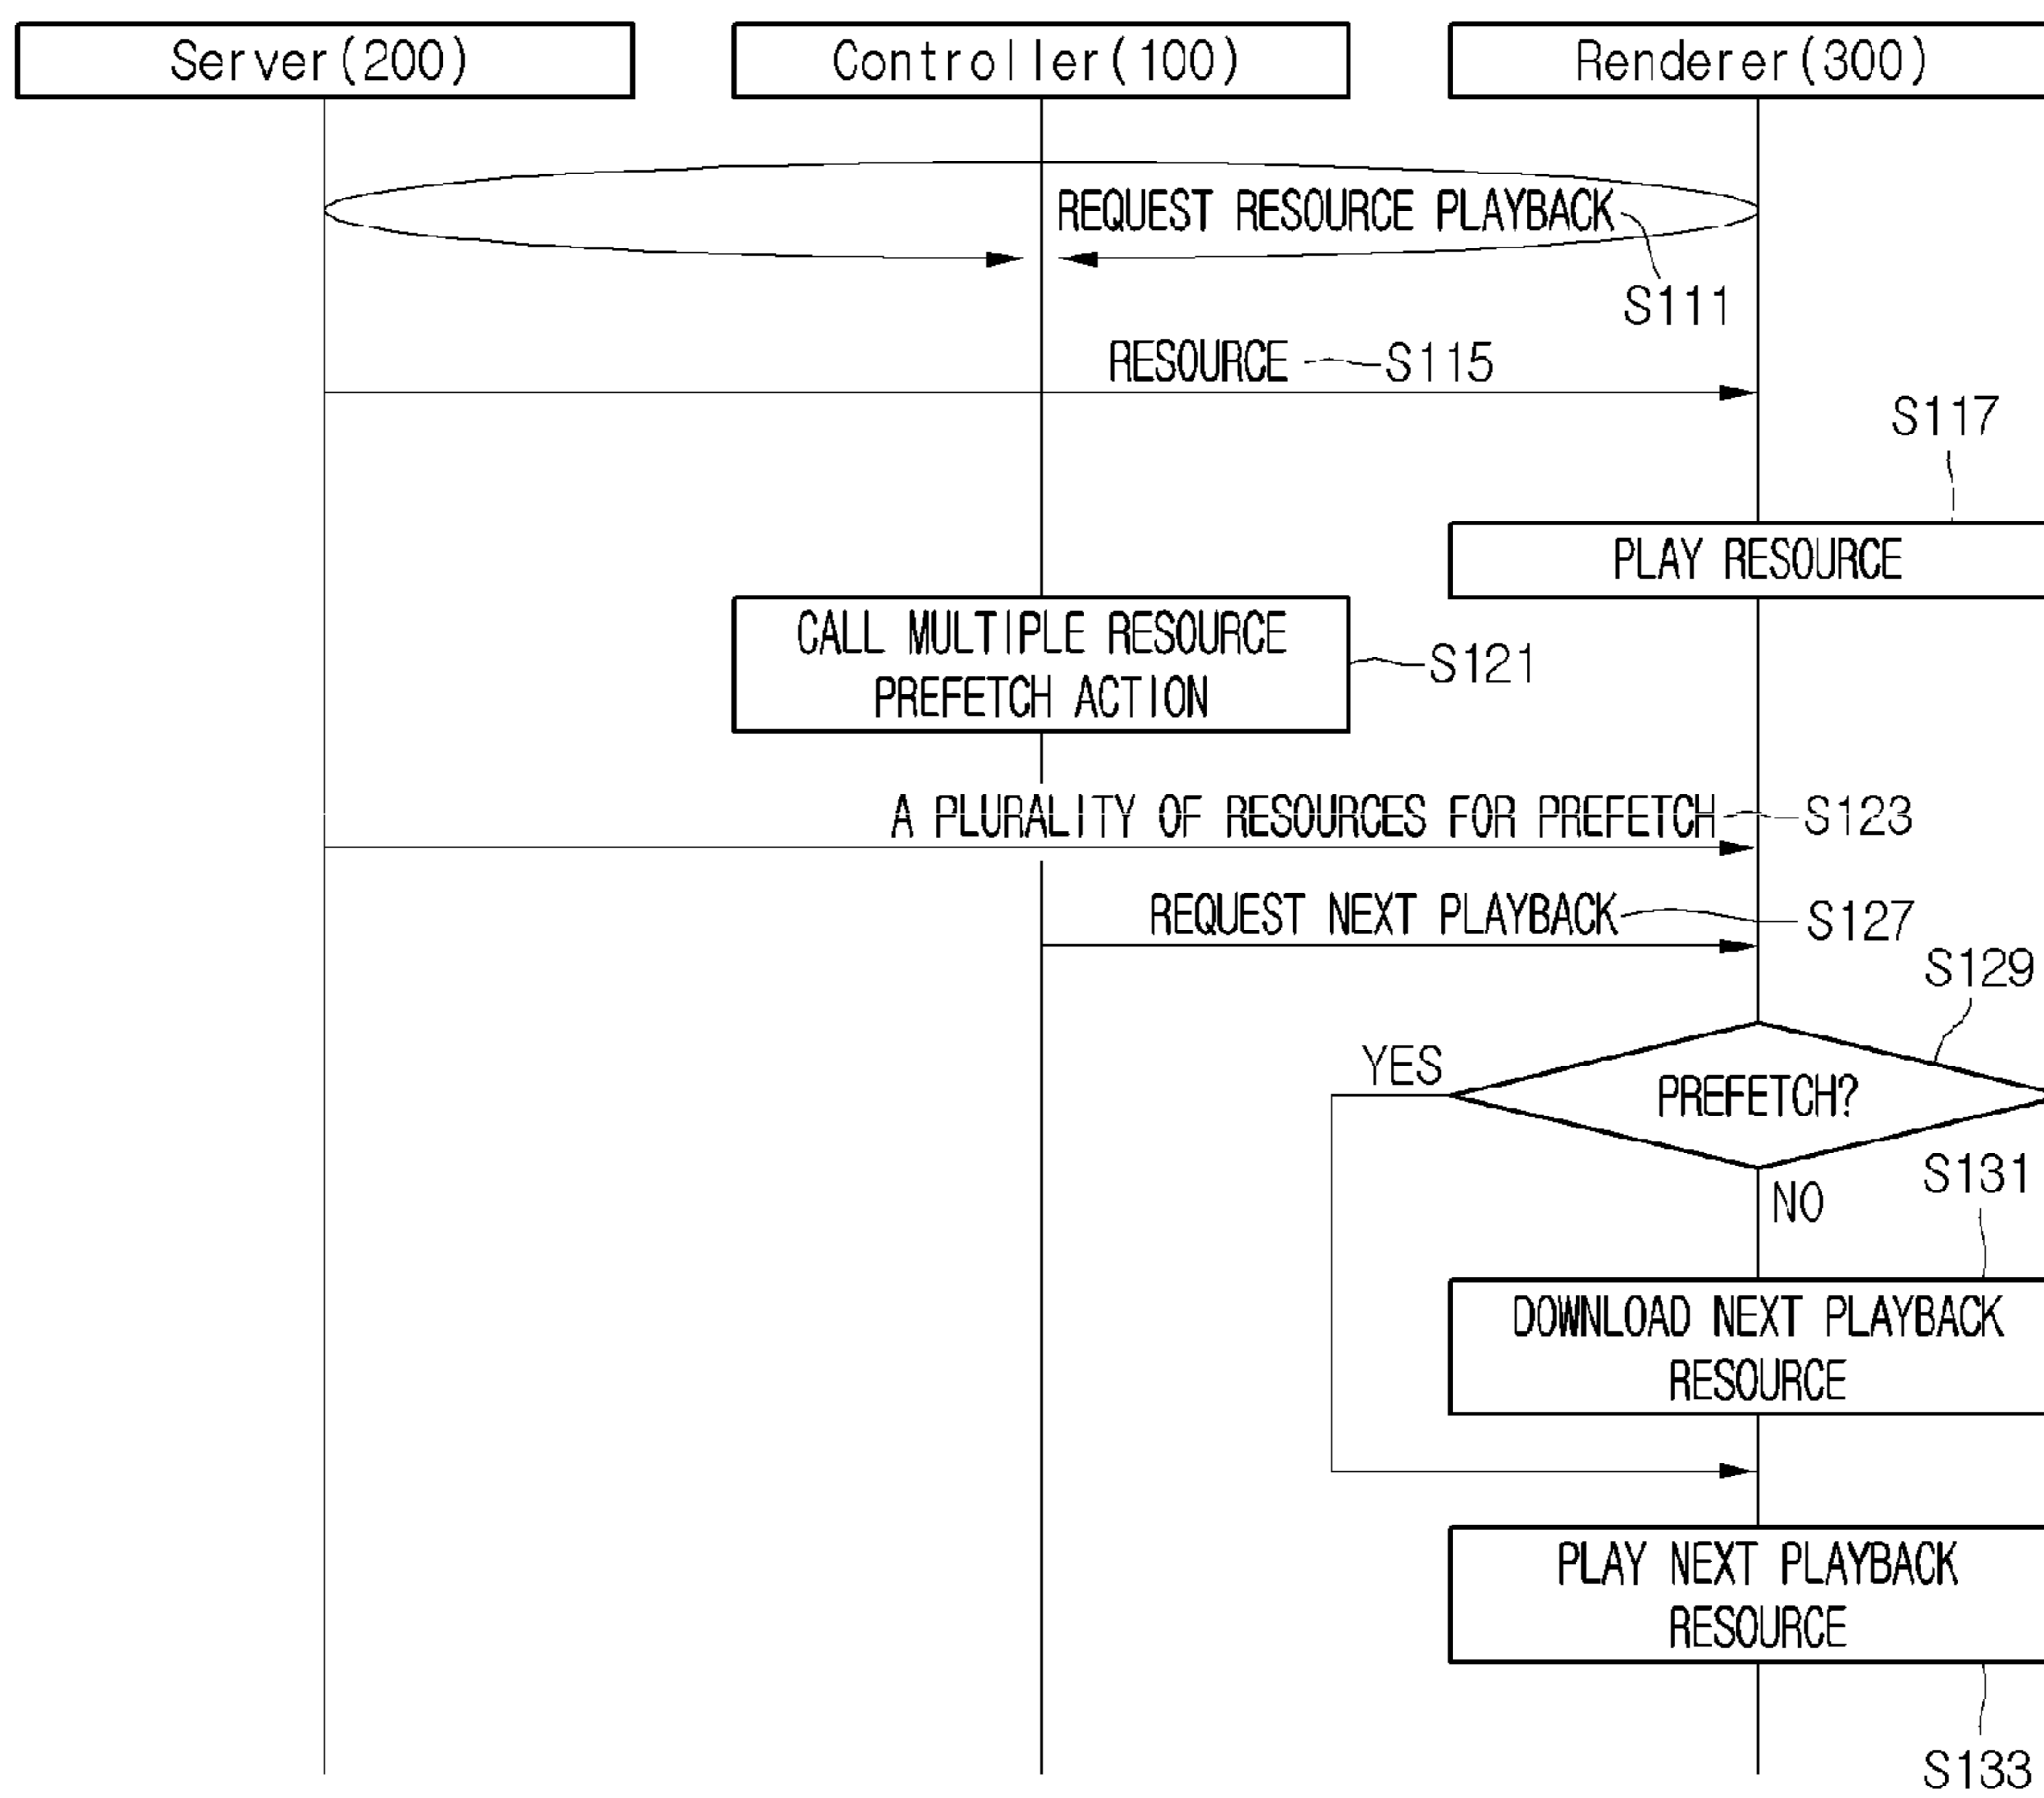 Server(200)
Controller(100)
Renderer(300)
REQUEST RESOURCE PLAYBACK
S111
RESOURCE
S115
S117
PLAY RESOURCE
CALL MULTIPLE RESOURCE
PREFETCH ACTION
S121
A PLURALITY OF RESOURCES FOR PREFETCH
S123
REQUEST NEXT PLAYBACK
S127
S129
YES
PREFETCH?
S131
NO
DOWNLOAD NEXT PLAYBACK
RESOURCE
PLAY NEXT PLAYBACK
RESOURCE
S133